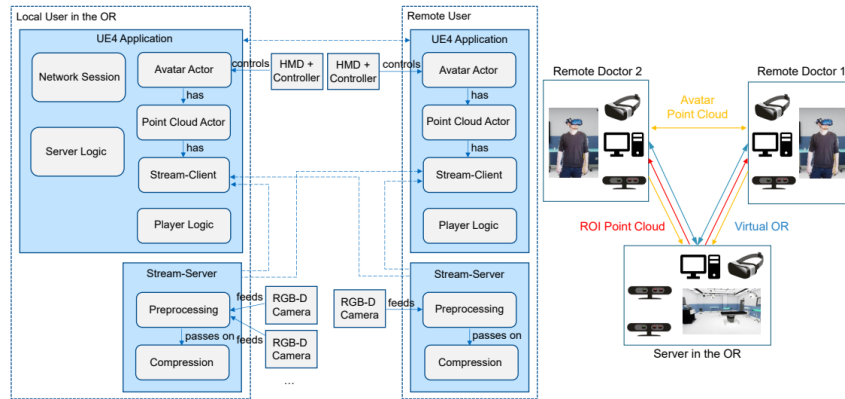 Local User in the OR
UE4 Application
Network Session
Server Logic
Avatar Actor
has
Point Cloud Actor
has
Stream-Client
Player Logic
Stream-Server
Preprocessing
passes on
Compression
controls
HMD +
Controller
HMD +
Controller
controls
feeds
RGB-D
Camera
feeds
RGB-D
Camera
...
Remote User
UE4 Application
Avatar Actor
has
Point Cloud Actor
has
Stream-Client
Player Logic
Stream-Server
RGB-D
Camera
feeds
Preprocessing
passes on
Compression
Remote Doctor 2
Remote Doctor 1
Avatar
Point Cloud
ROI Point Cloud
Virtual OR
Server in the OR